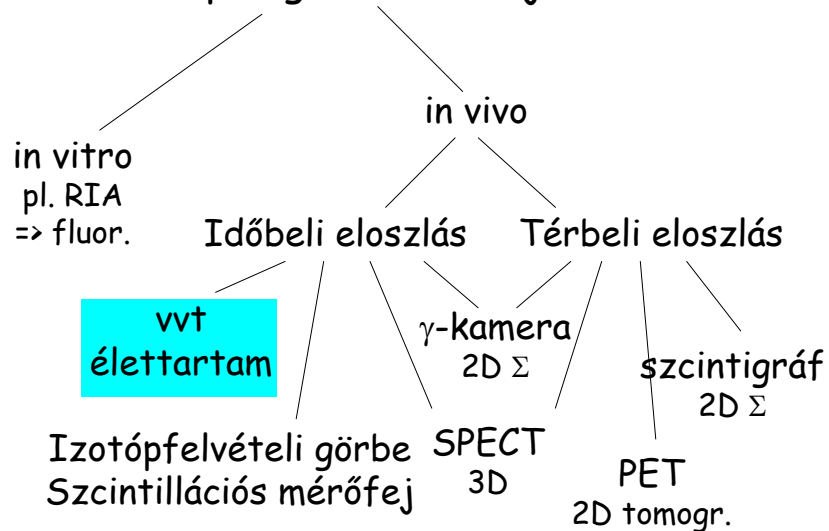 in vivo
in vitro
pl. RIA
=> fluor.
Időbeli eloszlás
Térbeli eloszlás
vvt
élettartam
γ-kamera
2D Σ
szcintigráf
2D Σ
Izotópfelvételi görbe
Szcintillációs mérőfej
SPECT
3D
PET
2D tomogr.